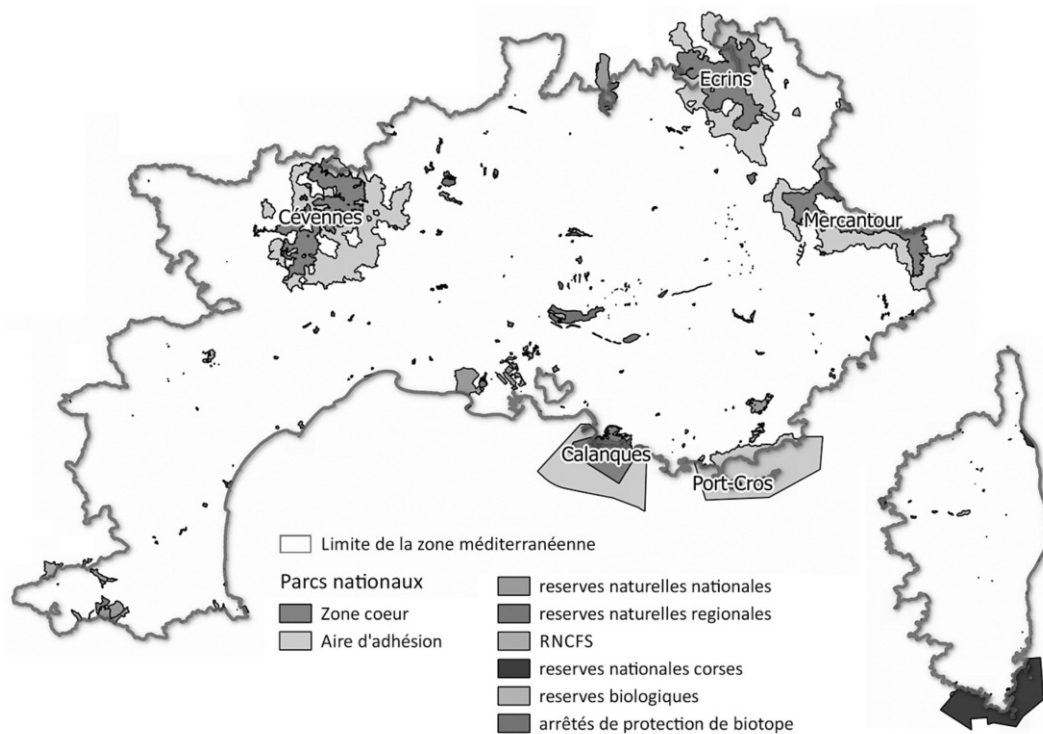 Ecrins
Cévennes
Mercantour
Calanques
Port-Cros
Limite de la zone méditerranéenne
Parcs nationaux
Zone coeur
Aire d'adhésion
reserves naturelles nationales
reserves naturelles regionales
RNCFS
reserves nationales corses
reserves biologiques
arrêtés de protection de biotope